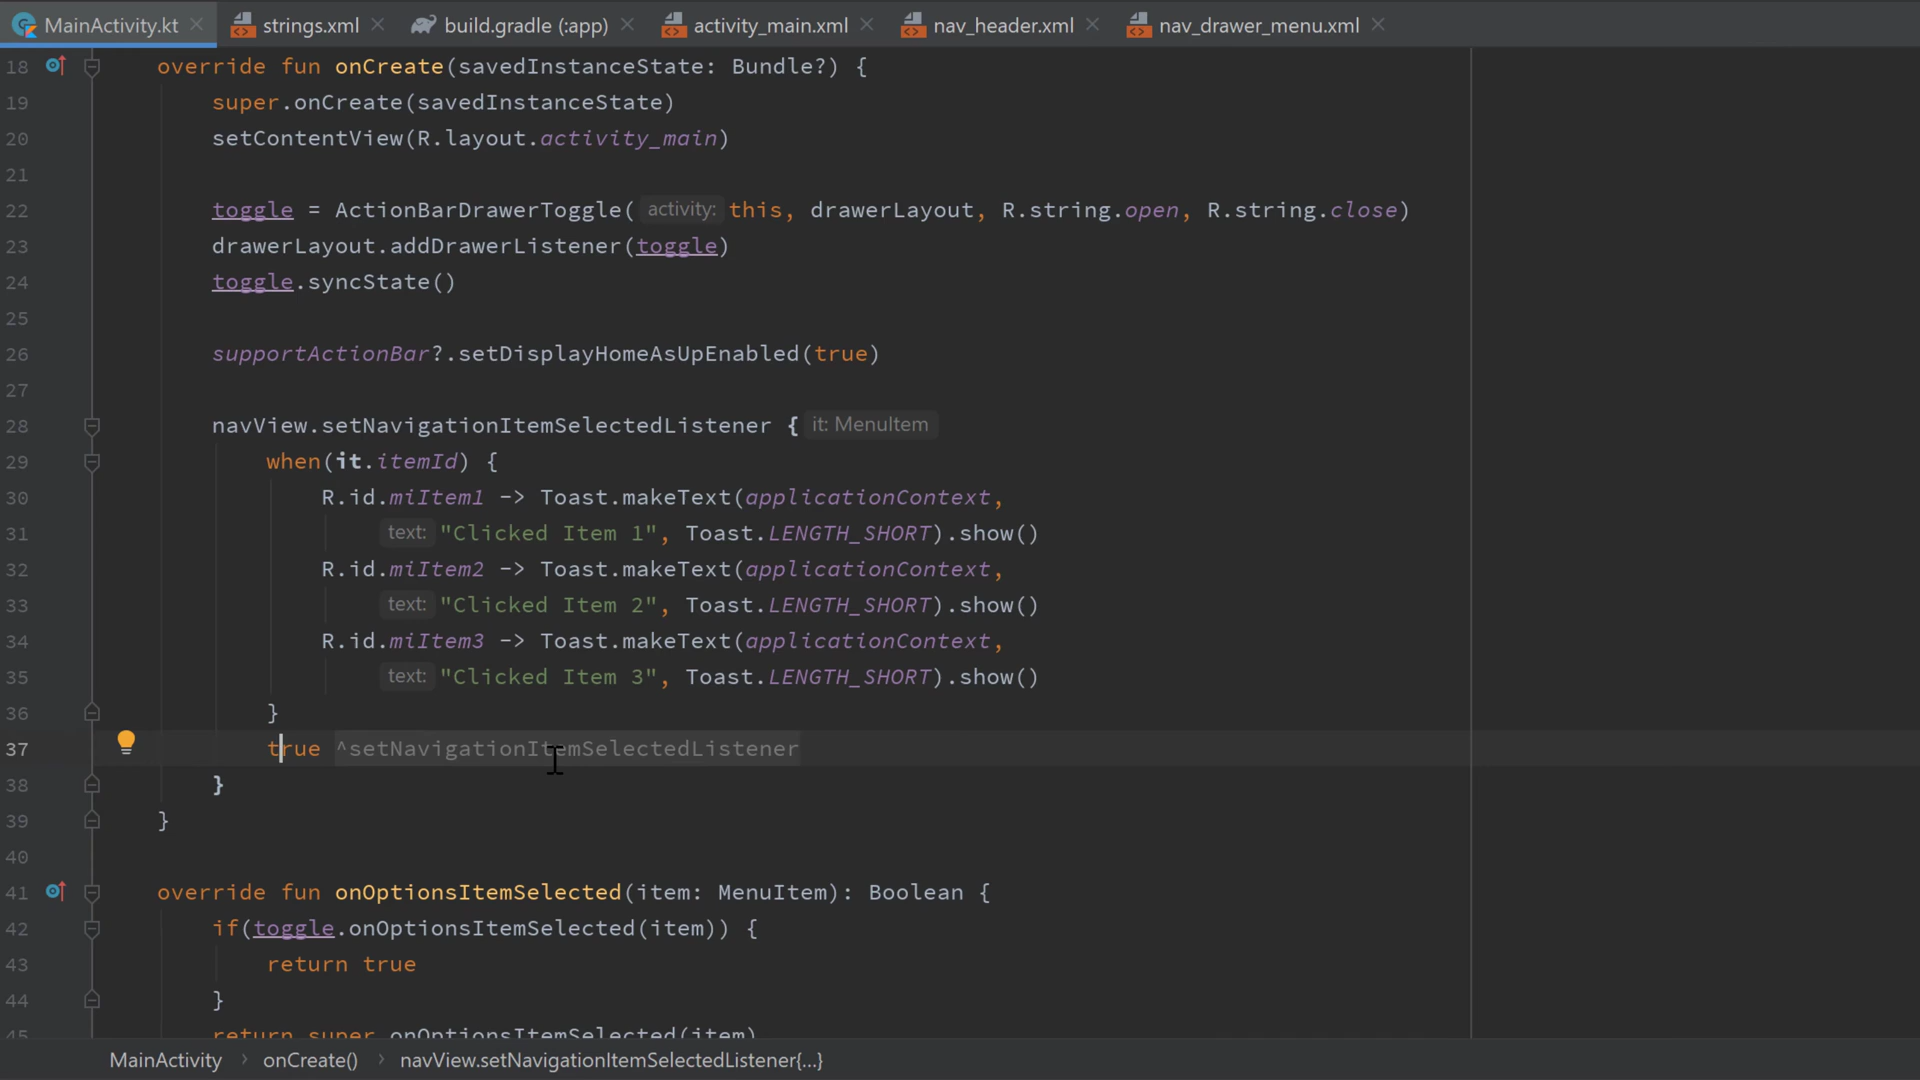 MainActivity.kt strings.xml build.gradle (:app) activity_main.xml nav_header.xml nav_drawer_menu.xml
18 override fun onCreate(savedInstanceState: Bundle?) {
19 super.onCreate(savedInstanceState)
20 setContentView(R.layout.activity_main)
21
22 toggle = ActionBarDrawerToggle( activity: this, drawerLayout, R.string.open, R.string.close)
23 drawerLayout.addDrawerListener(toggle)
24 toggle.syncState()
25
26 supportActionBar?.setDisplayHomeAsUpEnabled(true)
27
28 navView.setNavigationItemSelectedListener { it: MenuItem
29 when(it.itemId) {
30 R.id.miItem1 -> Toast.makeText(applicationContext,
31 text: "Clicked Item 1", Toast.LENGTH_SHORT).show()
32 R.id.miItem2 -> Toast.makeText(applicationContext,
33 text: "Clicked Item 2", Toast.LENGTH_SHORT).show()
34 R.id.miItem3 -> Toast.makeText(applicationContext,
35 text: "Clicked Item 3", Toast.LENGTH_SHORT).show()
36 }
37 true ^setNavigationItemSelectedListener
38 }
39 }
40
41 override fun onOptionsItemSelected(item: MenuItem): Boolean {
42 if(toggle.onOptionsItemSelected(item)) {
43 return true
44 }
45 return super.onOptionsItemSelected(item)
MainActivity › onCreate() › navView.setNavigationItemSelectedListener{...}